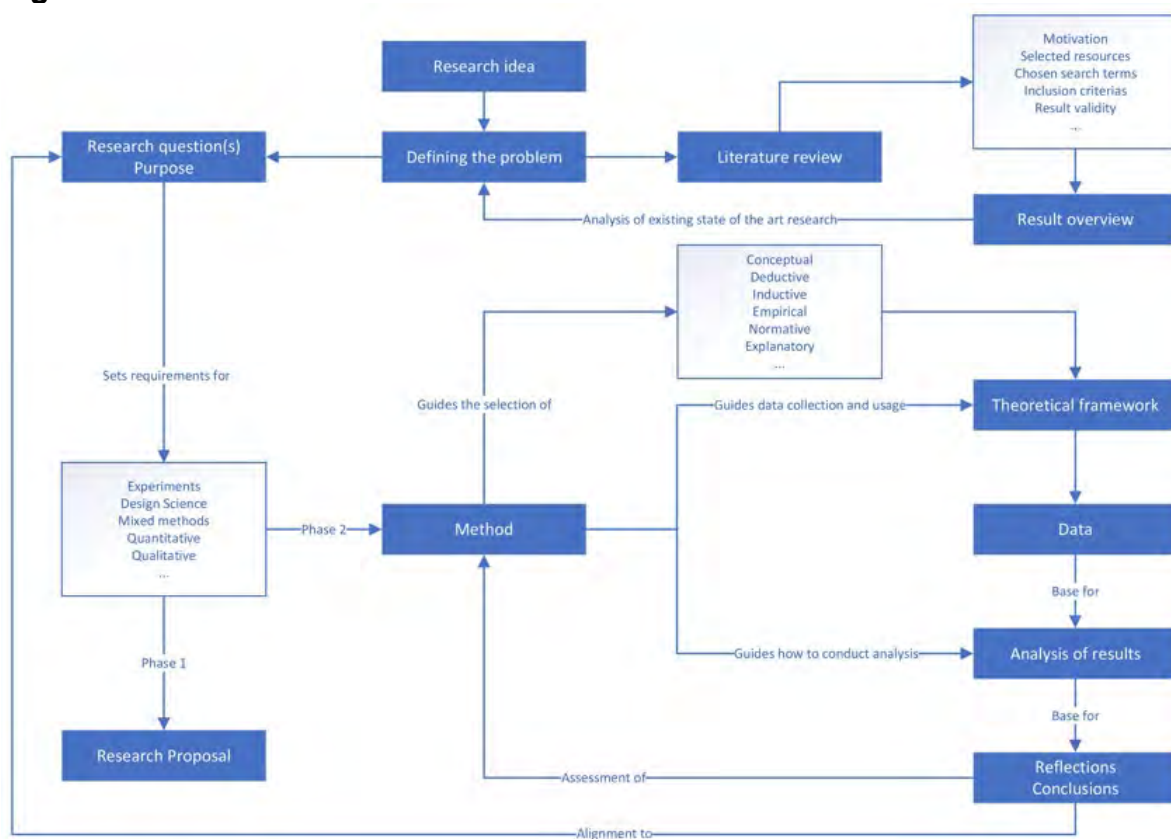 Research idea
Motivation
Selected resources
Chosen search terms
Inclusion criterias
Result validity
...
Research question(s)
Purpose
Defining the problem
Literature review
Analysis of existing state of the art research
Result overview
Conceptual
Deductive
Inductive
Empirical
Normative
Explanatory
...
Sets requirements for
Guides the selection of
Guides data collection and usage
Theoretical framework
Experiments
Design Science
Mixed methods
Quantitative
Qualitative
...
Phase 2
Method
Data
Base for
Phase 1
Guides how to conduct analysis
Analysis of results
Base for
Research Proposal
Assessment of
Reflections
Conclusions
Alignment to